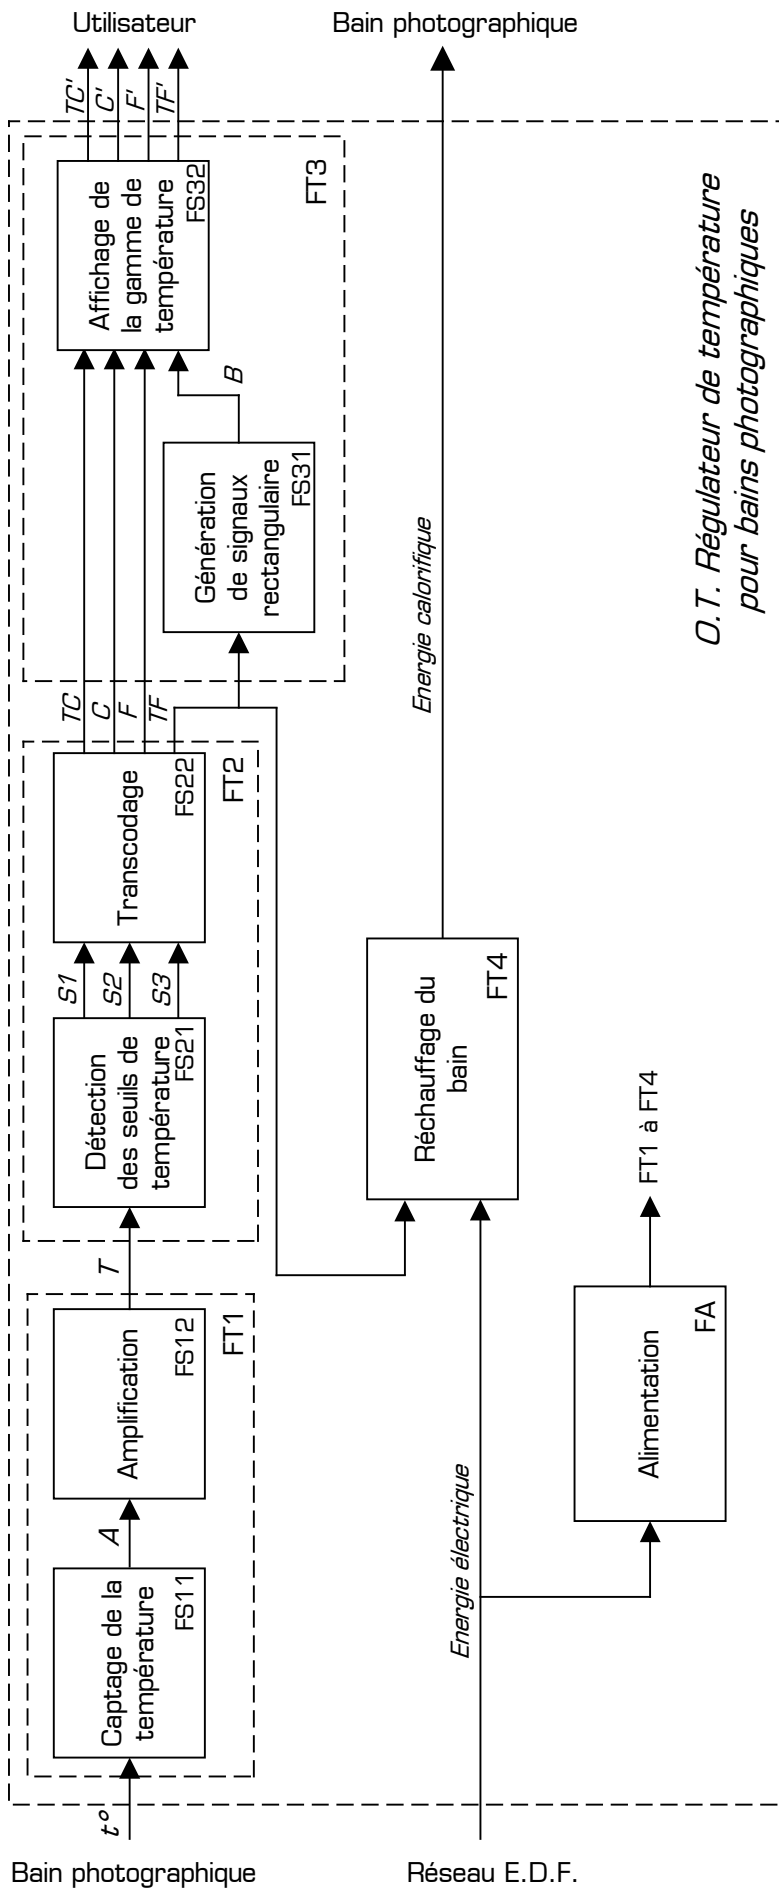 Utilisateur
Bain photographique
TC'
C'
F'
TF'
Affichage de
la gamme de
température
FS32
FT3
B
Génération
de signaux
rectangulaire
FS31
TC
C
F
TF
Transcodage
FS22
FT2
S1
S2
S3
Détection
des seuils de
température
FS21
T
Amplification
FS12
FT1
A
Captage de la
température
FS11
t°
Energie calorifique
Réchauffage du
bain
FT4
Energie électrique
FT1 à FT4
Alimentation
FA
O.T. Régulateur de température
pour bains photographiques
Bain photographique
Réseau E.D.F.